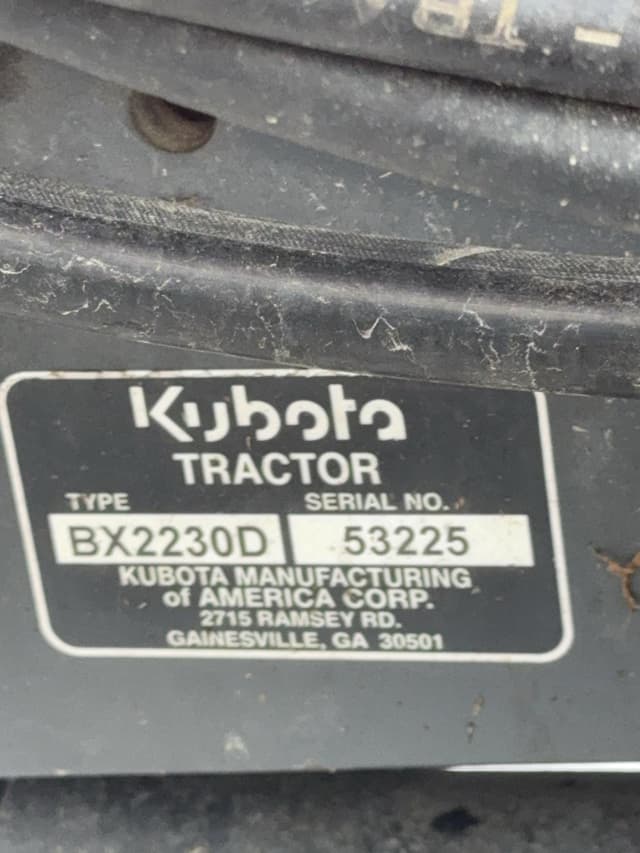 Kubota
TRACTOR
TYPE SERIAL NO.
BX2230D 53225
KUBOTA MANUFACTURING
of AMERICA CORP.
2715 RAMSEY RD.
GAINESVILLE, GA 30501